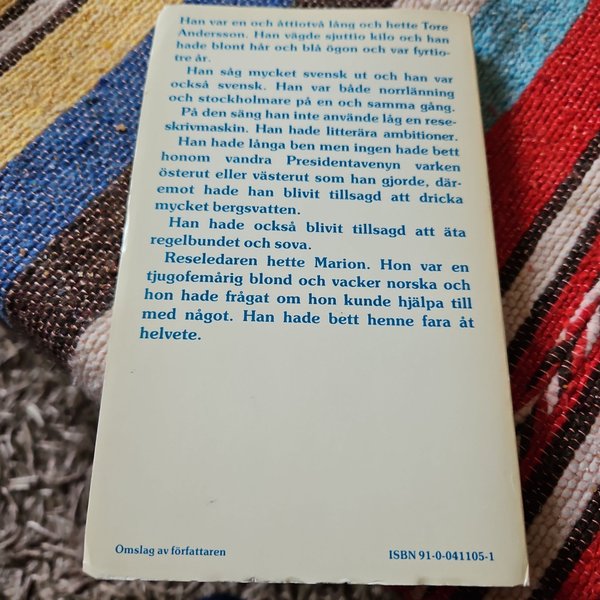 Han var en och åttiotvå lång och hette Tore
Andersson. Han vägde sjuttio kilo och han
hade blont hår och blå ögon och var fyrtio-
tre år.
Han såg mycket svensk ut och han var
också svensk. Han var både norrlänning
och stockholmare på en och samma gång.
På den säng han inte använde låg en rese-
skrivmaskin. Han hade litterära ambitioner.
Han hade långa ben men ingen hade bett
honom vandra Presidentavenyn varken
österut eller västerut som han gjorde, där-
emot hade han blivit tillsagd att dricka
mycket bergsvatten.
Han hade också blivit tillsagd att äta
regelbundet och sova.
Reseledaren hette Marion. Hon var en
tjugofemårig blond och vacker norska och
hon hade frågat om hon kunde hjälpa till
med något. Han hade bett henne fara åt
helvete.
Omslag av författaren
ISBN 91-0-041105-1